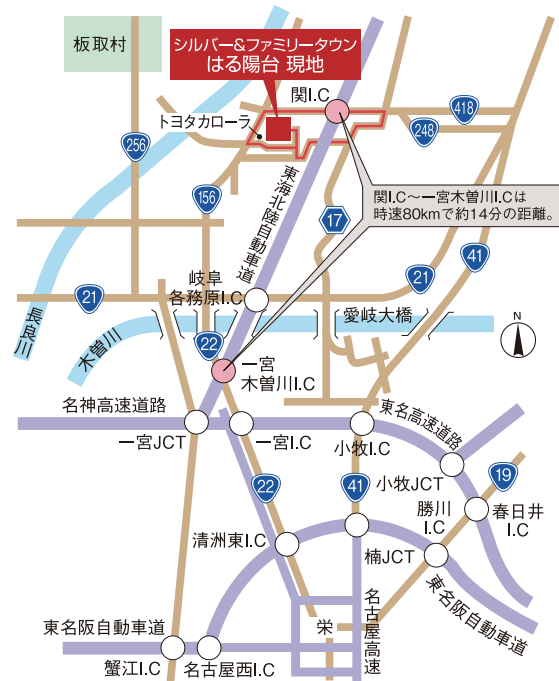 板取村
シルバー&ファミリータウン
はる陽台 現地
関I.C
トヨタカローラ
418
248
256
156
17
東海北陸自動車道
関I.C〜一宮木曽川I.Cは
時速80kmで約14分の距離。
41
21
21
岐阜
各務原I.C
愛岐大橋
長良川
木曽川
22
N
一宮
木曽川I.C
名神高速道路
東名高速道路
一宮JCT
一宮I.C
小牧I.C
小牧JCT
19
22
41
勝川
I.C
春日井
I.C
清洲東I.C
楠JCT
東名阪自動車道
名古屋高速
栄
東名阪自動車道
蟹江I.C
名古屋西I.C